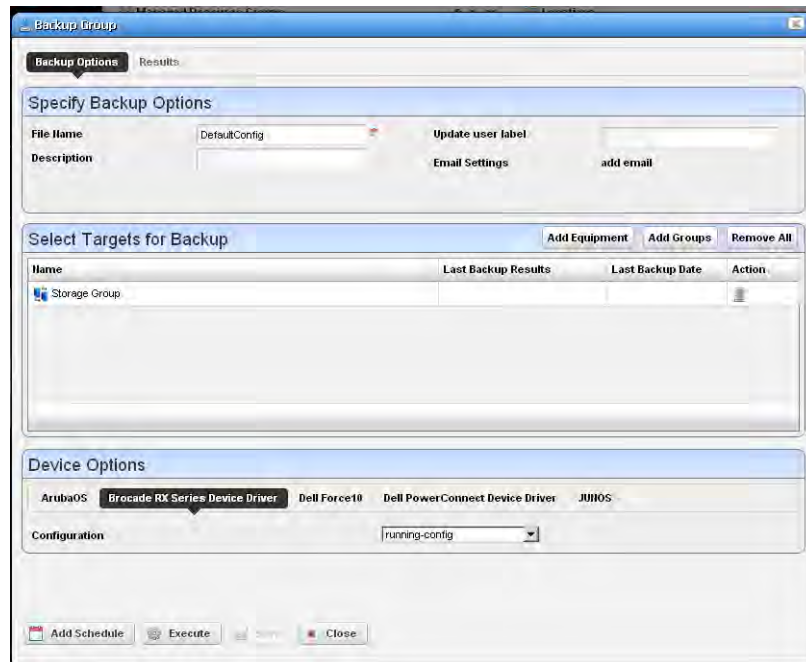 Backup Group
Backup Options Results
Specify Backup Options
File Name DefaultConfig * Update user label
Description Email Settings add email
Select Targets for Backup Add Equipment Add Groups Remove All
Name Last Backup Results Last Backup Date Action
Storage Group
Device Options
ArubaOS Brocade RX Series Device Driver Dell Force10 Dell PowerConnect Device Driver JUNOS
Configuration running-config
Add Schedule Execute Save Close